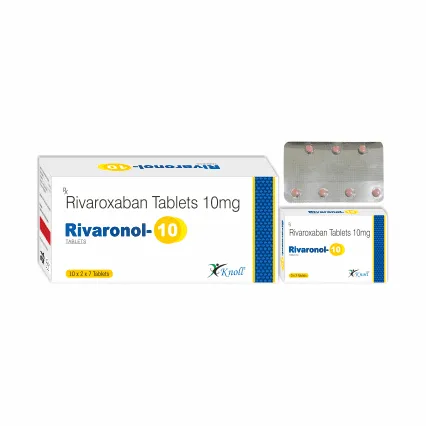 Rivaronol-10
Rx
Rivaroxaban Tablets 10mg
Rivaronol-10
TABLETS
10 x 2 x 7 Tablets
Knoll
Rivaroxaban Tablets 10mg
Rivaronol-10
Knoll